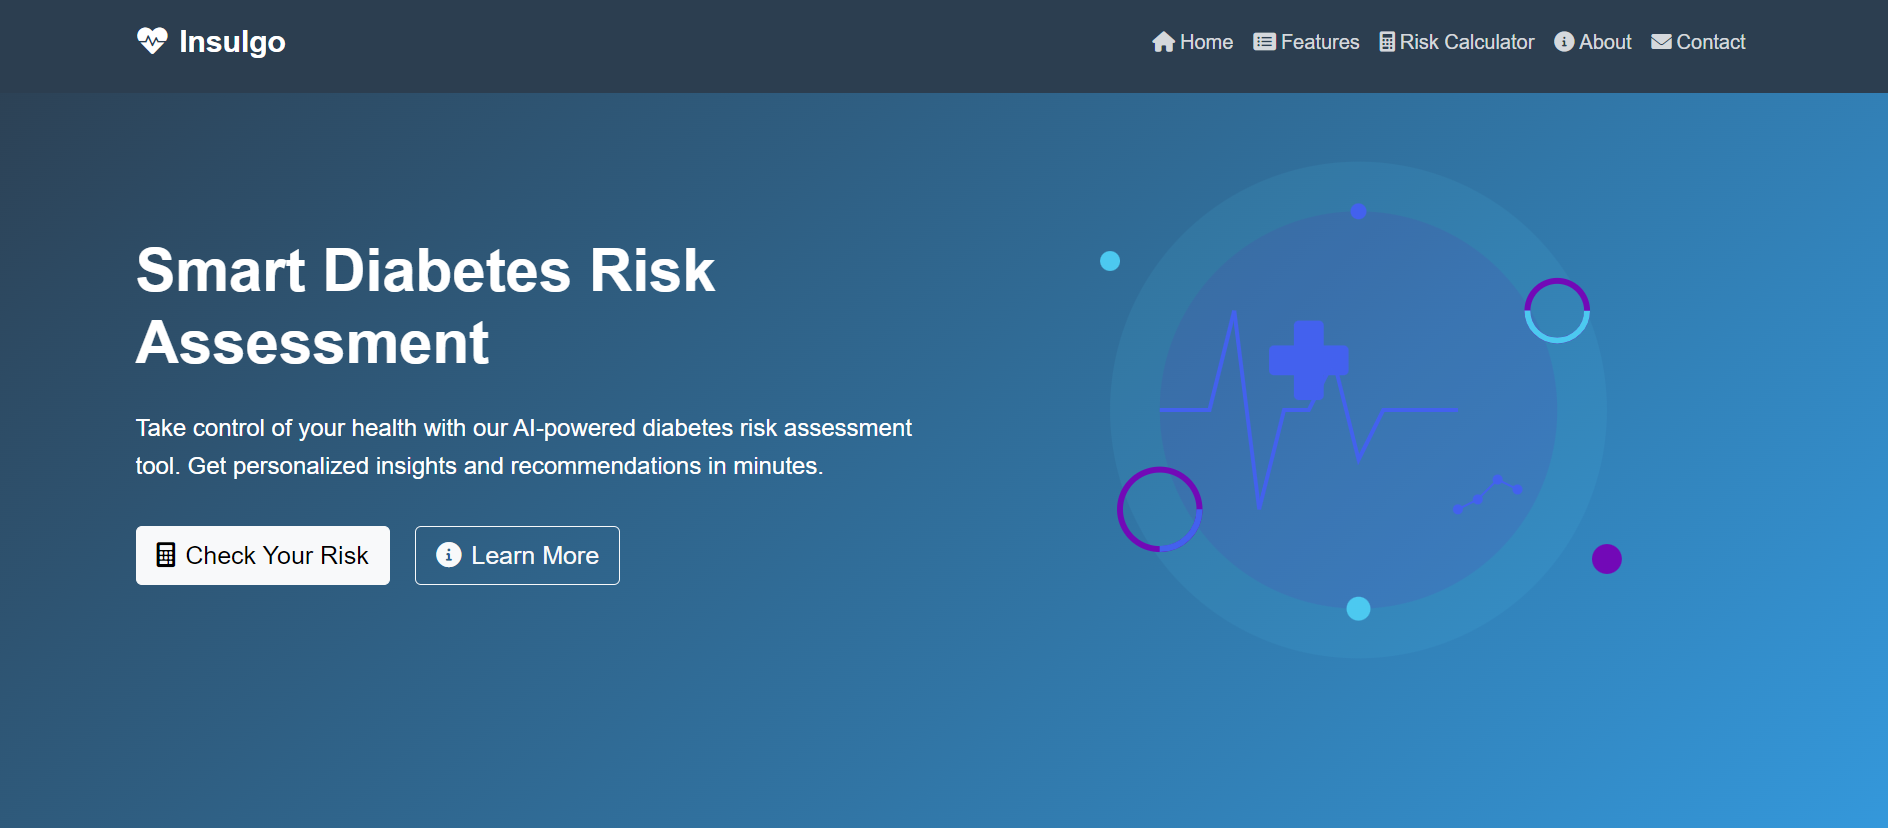 Insulgo
Home Features Risk Calculator About Contact
Smart Diabetes Risk
Assessment
Take control of your health with our AI-powered diabetes risk assessment
tool. Get personalized insights and recommendations in minutes.
Check Your Risk
Learn More